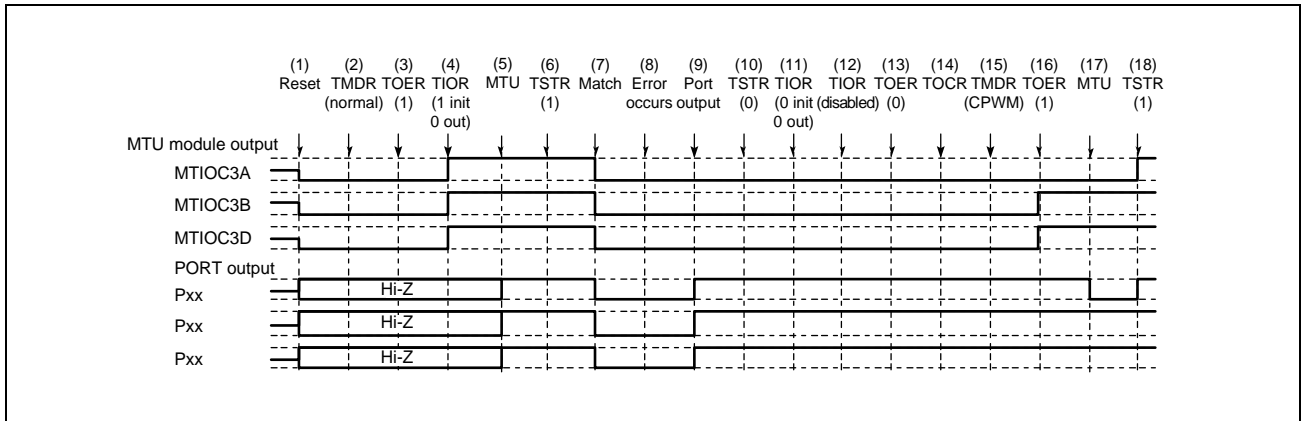 (1) (2) (3) (4) (5) (6) (7) (8) (9) (10) (11) (12) (13) (14) (15) (16) (17) (18)
Reset TMDR TOER TIOR MTU TSTR Match Error Port TSTR TIOR TIOR TOER TOCR TMDR TOER MTU TSTR
(normal) (1) (1 init (1) occurs output (0) (0 init (disabled) (0) (CPWM) (1) (1)
0 out) 0 out)
MTU module output
MTIOC3A
MTIOC3B
MTIOC3D
PORT output
Pxx Hi-Z
Pxx Hi-Z
Pxx Hi-Z